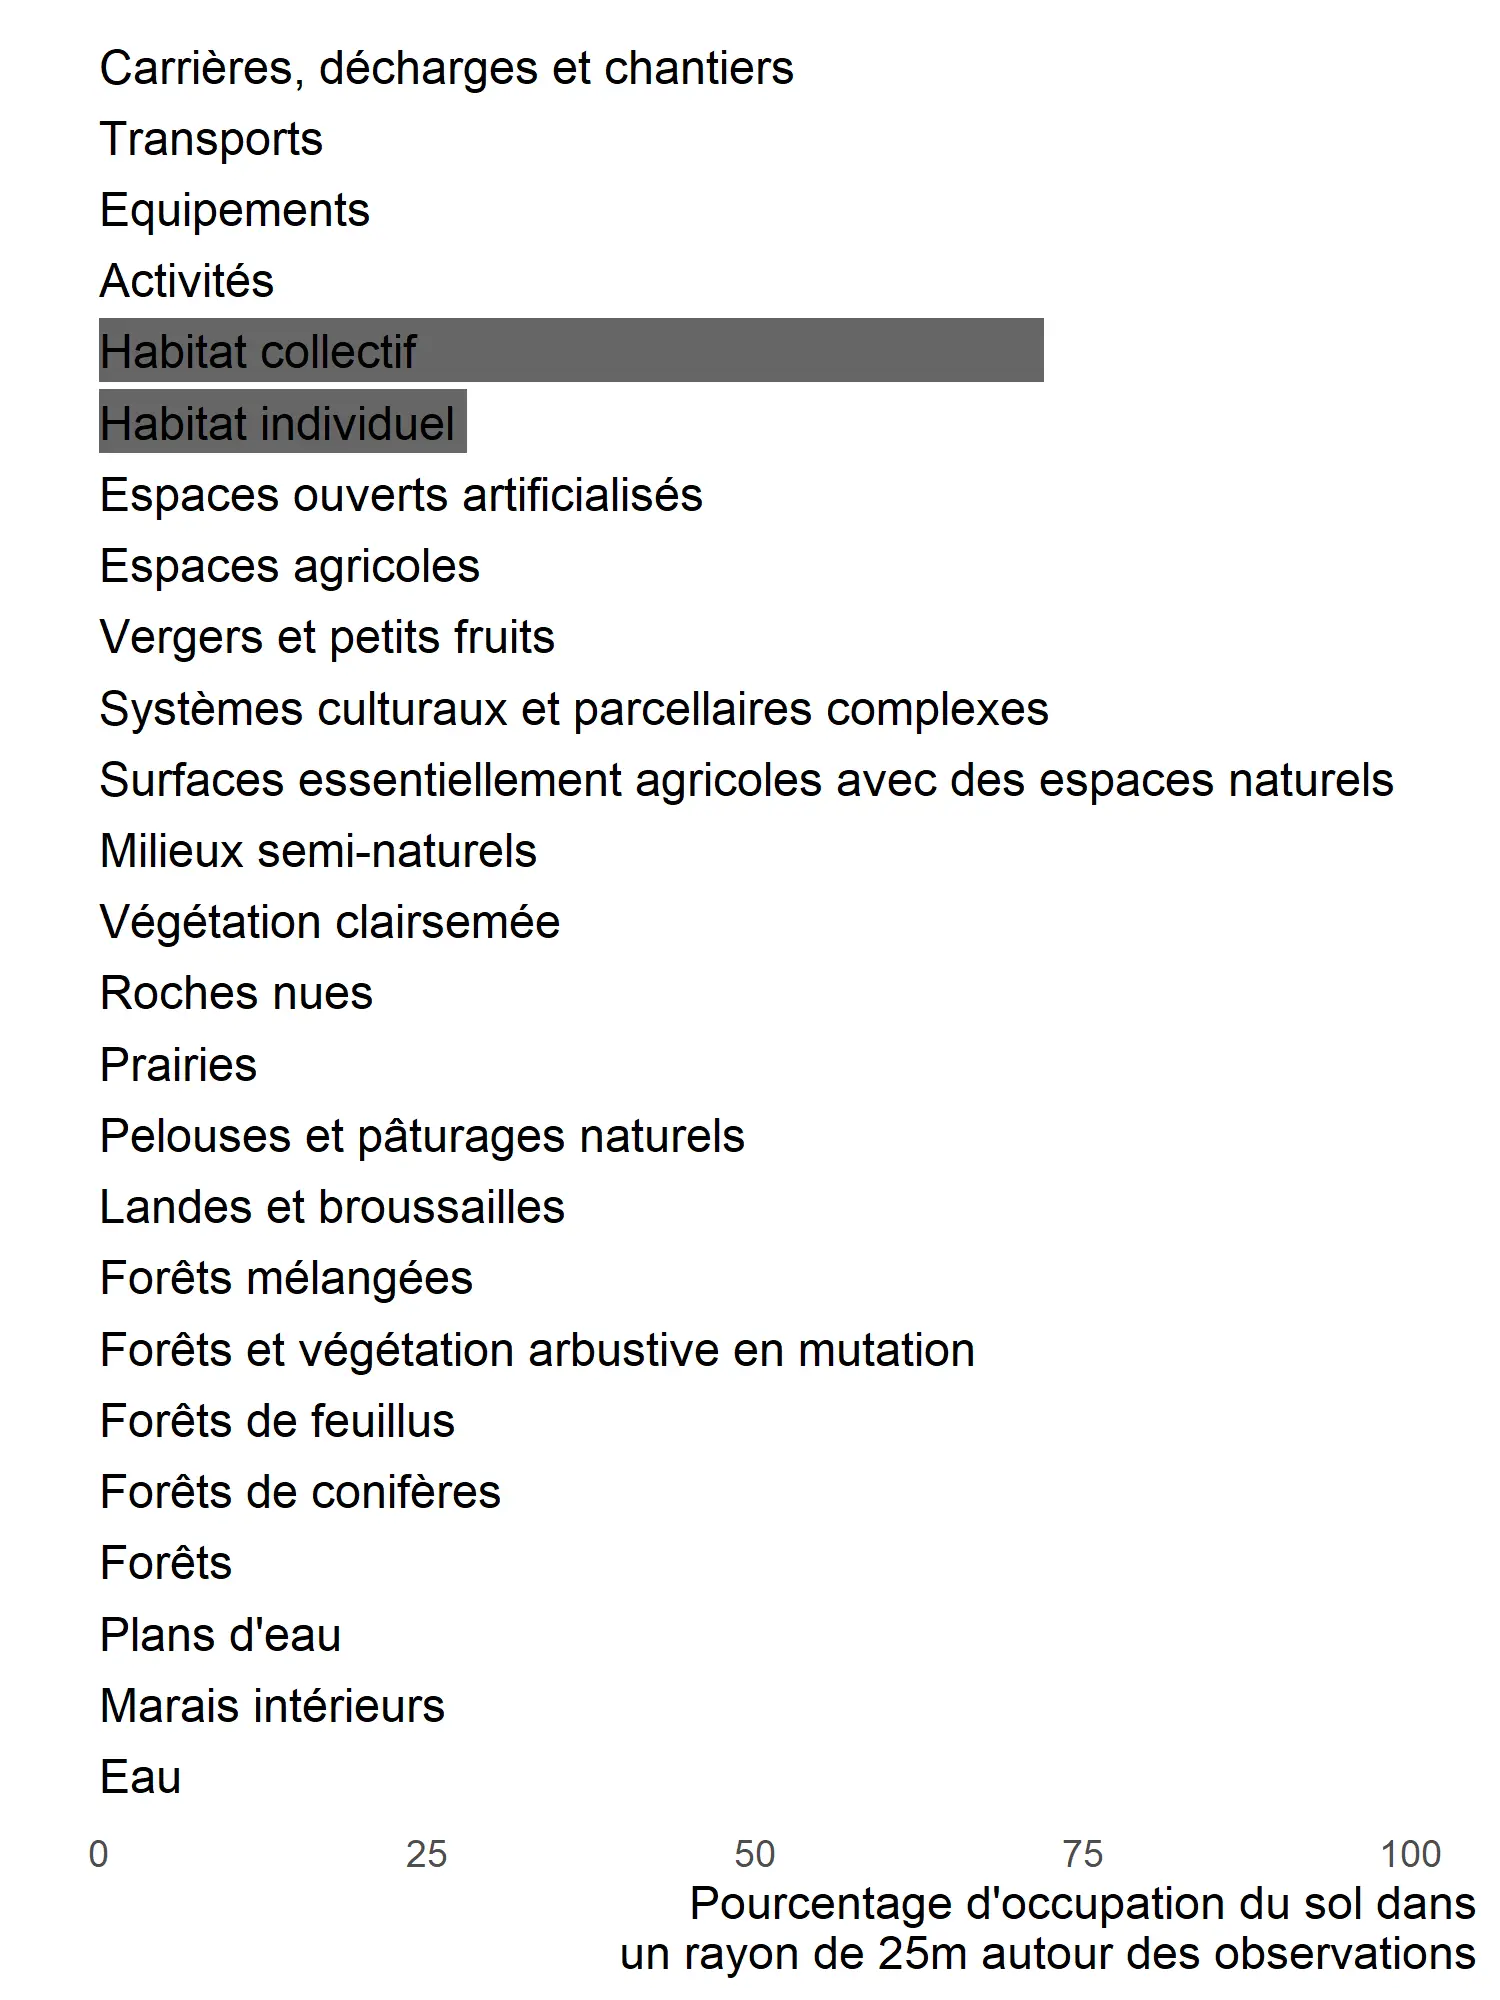 Carrières, décharges et chantiers
Transports
Equipements
Activités
Habitat collectif
Habitat individuel
Espaces ouverts artificialisés
Espaces agricoles
Vergers et petits fruits
Systèmes culturaux et parcellaires complexes
Surfaces essentiellement agricoles avec des espaces naturels
Milieux semi-naturels
Végétation clairsemée
Roches nues
Prairies
Pelouses et pâturages naturels
Landes et broussailles
Forêts mélangées
Forêts et végétation arbustive en mutation
Forêts de feuillus
Forêts de conifères
Forêts
Plans d'eau
Marais intérieurs
Eau
0 25 50 75 100
Pourcentage d'occupation du sol dans
un rayon de 25m autour des observations